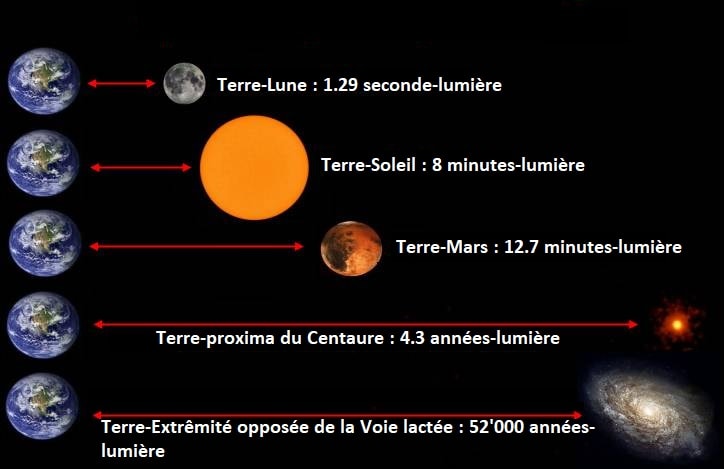 Terre-Lune : 1.29 seconde-lumière
Terre-Soleil : 8 minutes-lumière
Terre-Mars : 12.7 minutes-lumière
Terre-proxima du Centaure : 4.3 années-lumière
Terre-Extrêmité opposée de la Voie lactée : 52'000 années-
lumière